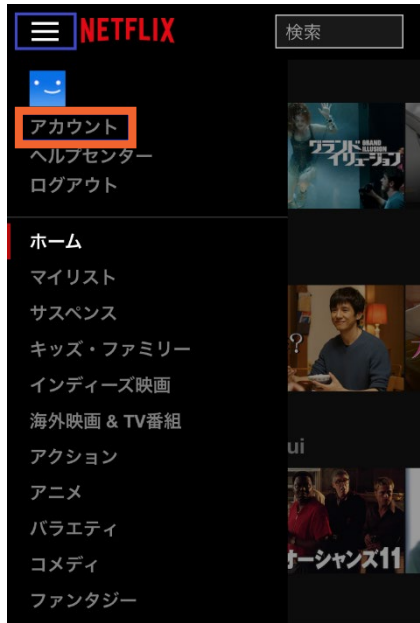 NETFLIX
検索
アカウント
ヘルプセンター
ログアウト
ホーム
マイリスト
サスペンス
キッズ・ファミリー
インディーズ映画
海外映画 & TV番組
アクション
アニメ
バラエティ
コメディ
ファンタジー
グランド GRAND
ILLUSION
イリュージョン
?
ui
オーシャンズ11